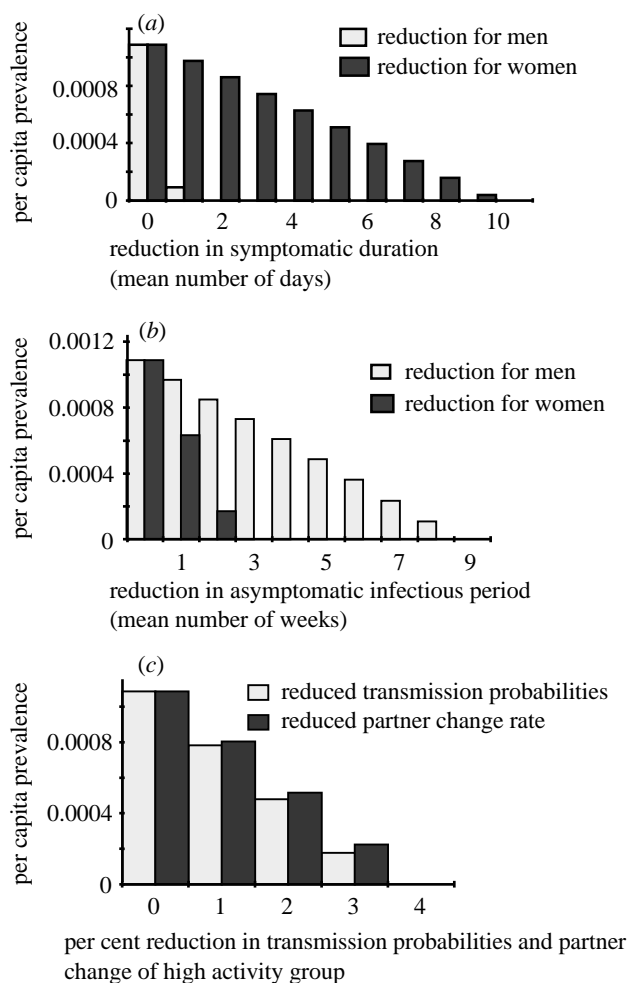 (a)
reduction for men
reduction for women
per capita prevalence
0.0008
0.0004
0
0 2 4 6 8 10
reduction in symptomatic duration
(mean number of days)
(b)
reduction for men
reduction for women
per capita prevalence
0.0012
0.0008
0.0004
0
1 3 5 7 9
reduction in asymptomatic infectious period
(mean number of weeks)
(c)
reduced transmission probabilities
reduced partner change rate
per capita prevalence
0.0008
0.0004
0
0 1 2 3 4
per cent reduction in transmission probabilities and partner
change of high activity group